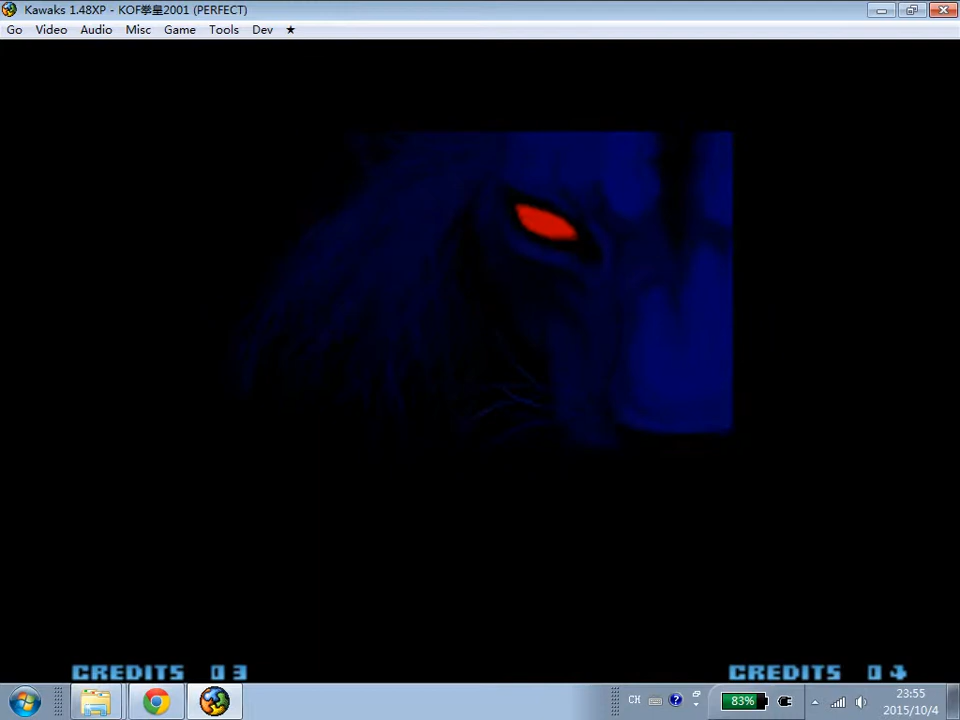 Kawaks 1.48XP - KOF拳皇2001 (PERFECT)
Go Video Audio Misc Game Tools Dev ★
CREDITS 03 CREDITS 04
CH ? 83% 23:55
2015/10/4